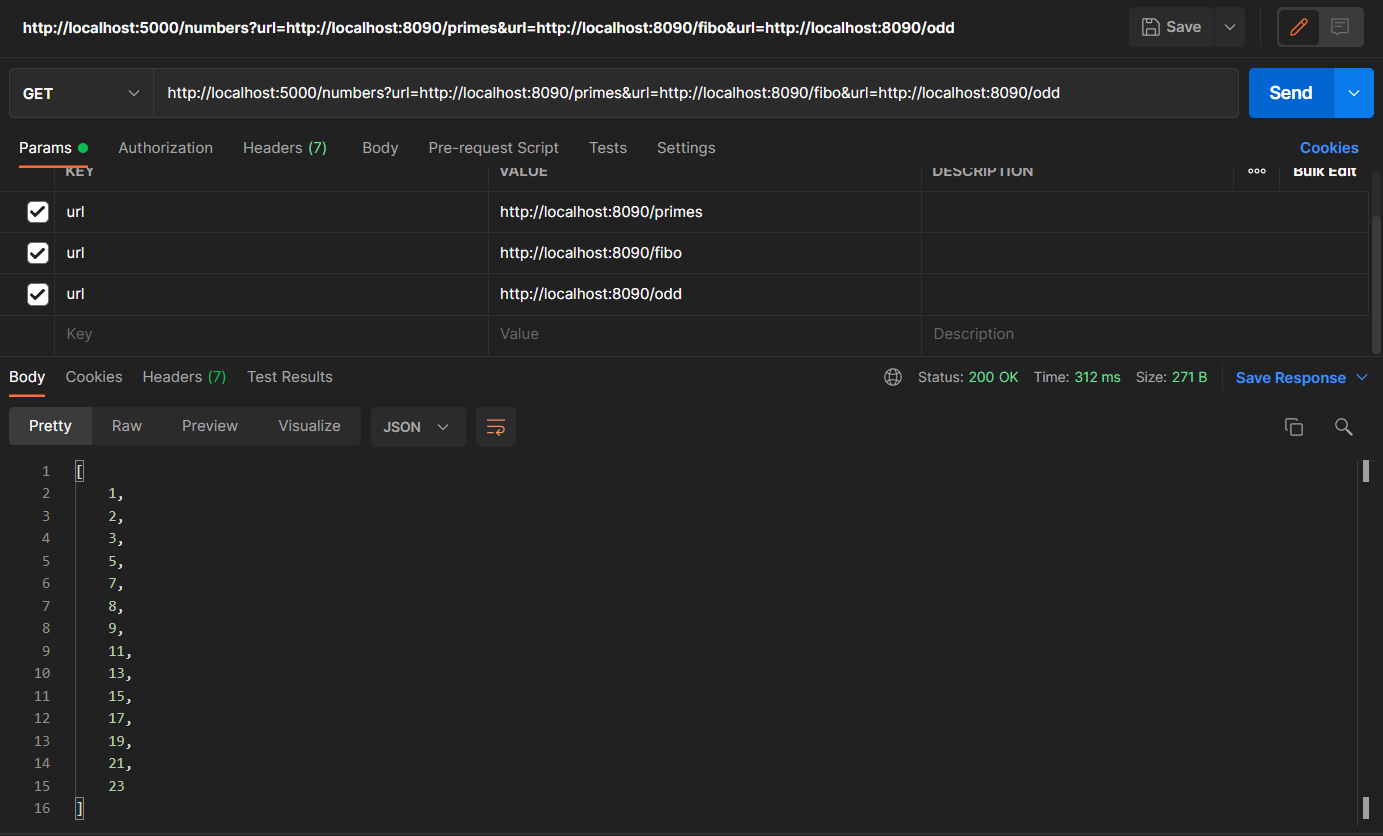 http://localhost:5000/numbers?url=http://localhost:8090/primes&url=http://localhost:8090/fibo&url=http://localhost:8090/odd
Save
GET
http://localhost:5000/numbers?url=http://localhost:8090/primes&url=http://localhost:8090/fibo&url=http://localhost:8090/odd
Send
Params Authorization Headers (7) Body Pre-request Script Tests Settings Cookies
KEY VALUE DESCRIPTION Bulk Edit
url http://localhost:8090/primes
url http://localhost:8090/fibo
url http://localhost:8090/odd
Key Value Description
Body Cookies Headers (7) Test Results Status: 200 OK Time: 312 ms Size: 271 B Save Response
Pretty Raw Preview Visualize JSON
1 [
2 1,
3 2,
4 3,
5 5,
6 7,
7 8,
8 9,
9 11,
10 13,
11 15,
12 17,
13 19,
14 21,
15 23
16 ]